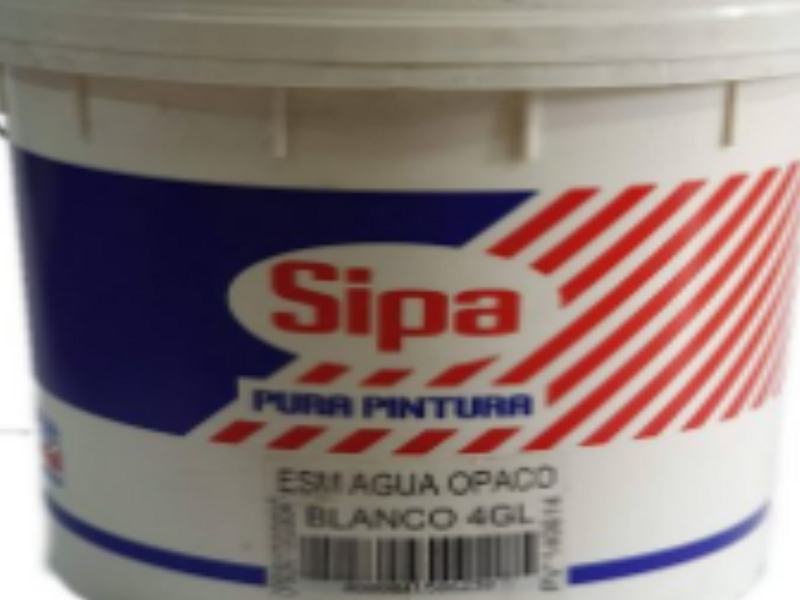 Sipa
PURA PINTURA
ESM AGUA OPACO
BLANCO 4GL